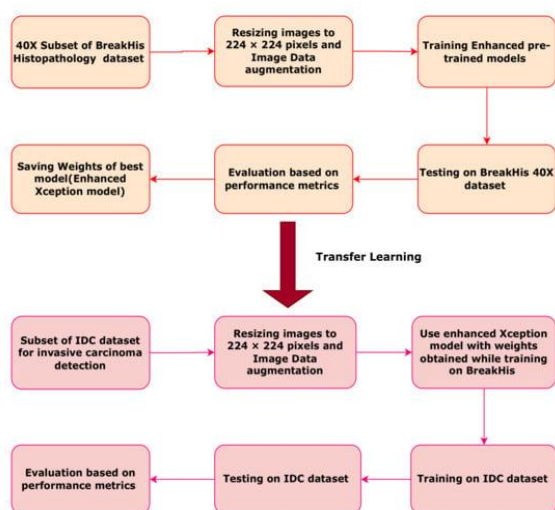 40X Subset of BreakHis
Histopathology dataset
Resizing images to
224 × 224 pixels and
Image Data
augmentation
Training Enhanced pre-
trained models
Saving Weights of best
model(Enhanced
Xception model)
Evaluation based on
performance metrics
Testing on BreakHis 40X
dataset
Transfer Learning
Subset of IDC dataset
for invasive carcinoma
detection
Resizing images to
224 × 224 pixels and
Image Data
augmentation
Use enhanced Xception
model with weights
obtained while training
on BreakHis
Evaluation based on
performance metrics
Testing on IDC dataset
Training on IDC dataset